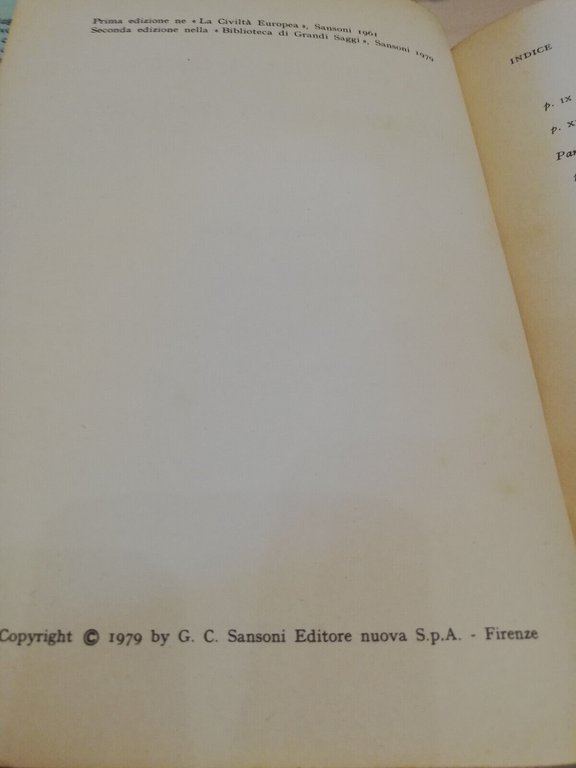 Prima edizione ne « La Civiltà Europea », Sansoni 1961
Seconda edizione nella « Biblioteca di Grandi Saggi », Sansoni 1979
Copyright © 1979 by G. C. Sansoni Editore nuova S.p.A. - Firenze
INDICE
p. IX
p.